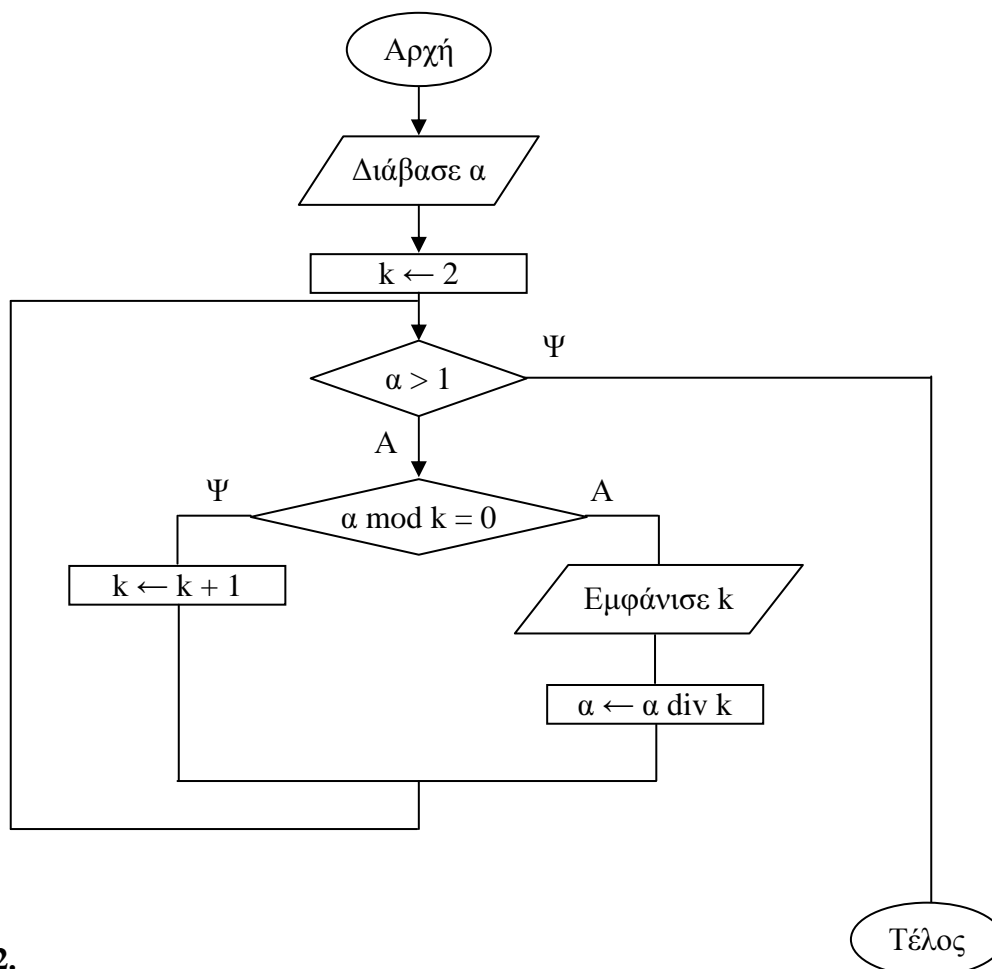 Αρχή
Διάβασε α
k ← 2
α > 1
Ψ
Α
α mod k = 0
Ψ
Α
k ← k + 1
Εμφάνισε k
α ← α div k
Τέλος
2.